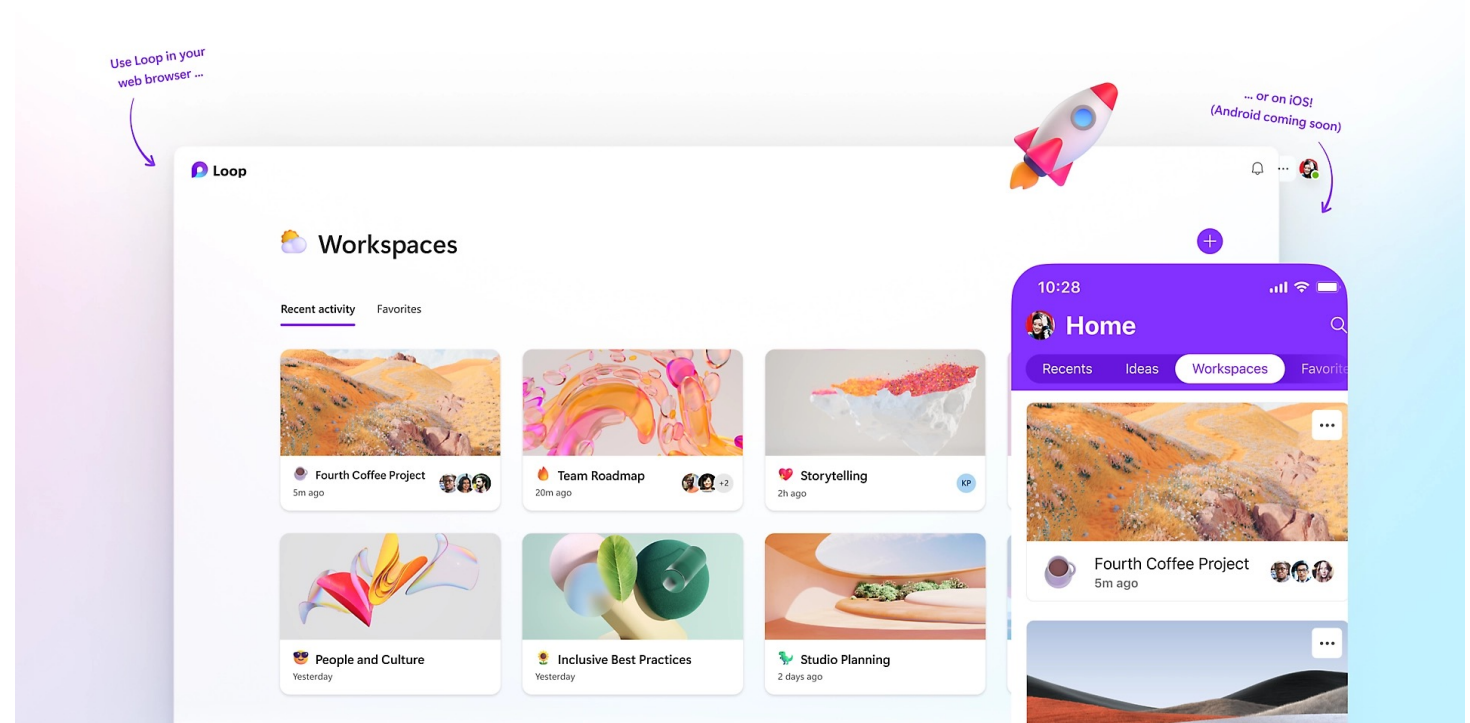 Use Loop in your
web browser ...
... or on iOS!
(Android coming soon)
Loop
Workspaces
Recent activity
Favorites
Fourth Coffee Project
5m ago
Team Roadmap
20m ago
+2
Storytelling
2h ago
KP
People and Culture
Yesterday
Inclusive Best Practices
Yesterday
Studio Planning
2 days ago
10:28
Home
Recents
Ideas
Workspaces
Favorite
Fourth Coffee Project
5m ago